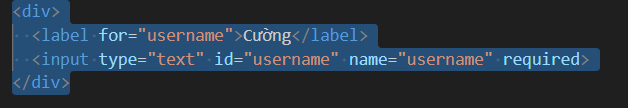 <div>
<label for="username">Cường</label>
<input type="text" id="username" name="username" required>
</div>